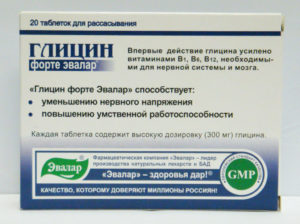 20 таблеток для рассасывания
ГЛИЦИН
форте эвалар
Впервые действие глицина усилено
витаминами В1, В6, В12, необходимы-
ми для нервной системы и мозга.
«Глицин форте Эвалар» способствует:
• уменьшению нервного напряжения
• повышению умственной работоспособности
Каждая таблетка содержит высокую дозировку (300 мг) глицина.
Эвалар
Фармацевтическая компания «Эвалар» – лидер
производства натуральных лекарств и БАД
«Эвалар» – здоровья дар!®
GMP
КАЧЕСТВО, КОТОРОМУ ДОВЕРЯЮТ МИЛЛИОНЫ РОССИЯН!